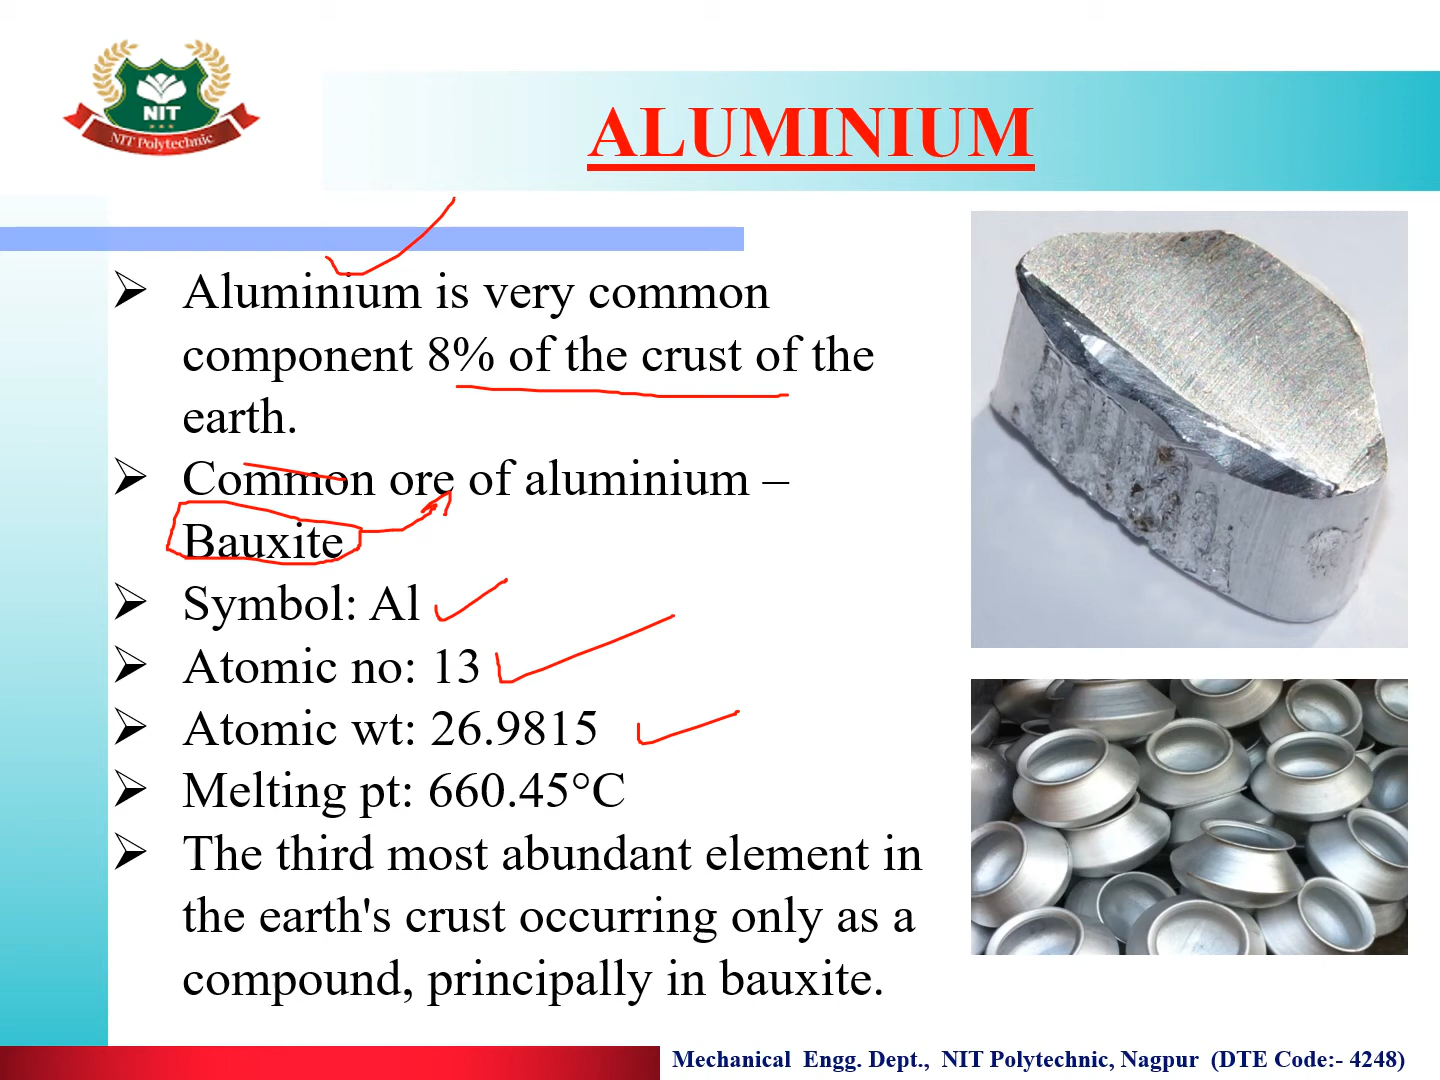 NIT
NIT Polytechnic
ALUMINIUM
Aluminium is very common
component 8% of the crust of the
earth.
Common ore of aluminium –
Bauxite
Symbol: Al
Atomic no: 13
Atomic wt: 26.9815
Melting pt: 660.45°C
The third most abundant element in
the earth's crust occurring only as a
compound, principally in bauxite.
Mechanical Engg. Dept., NIT Polytechnic, Nagpur (DTE Code:- 4248)